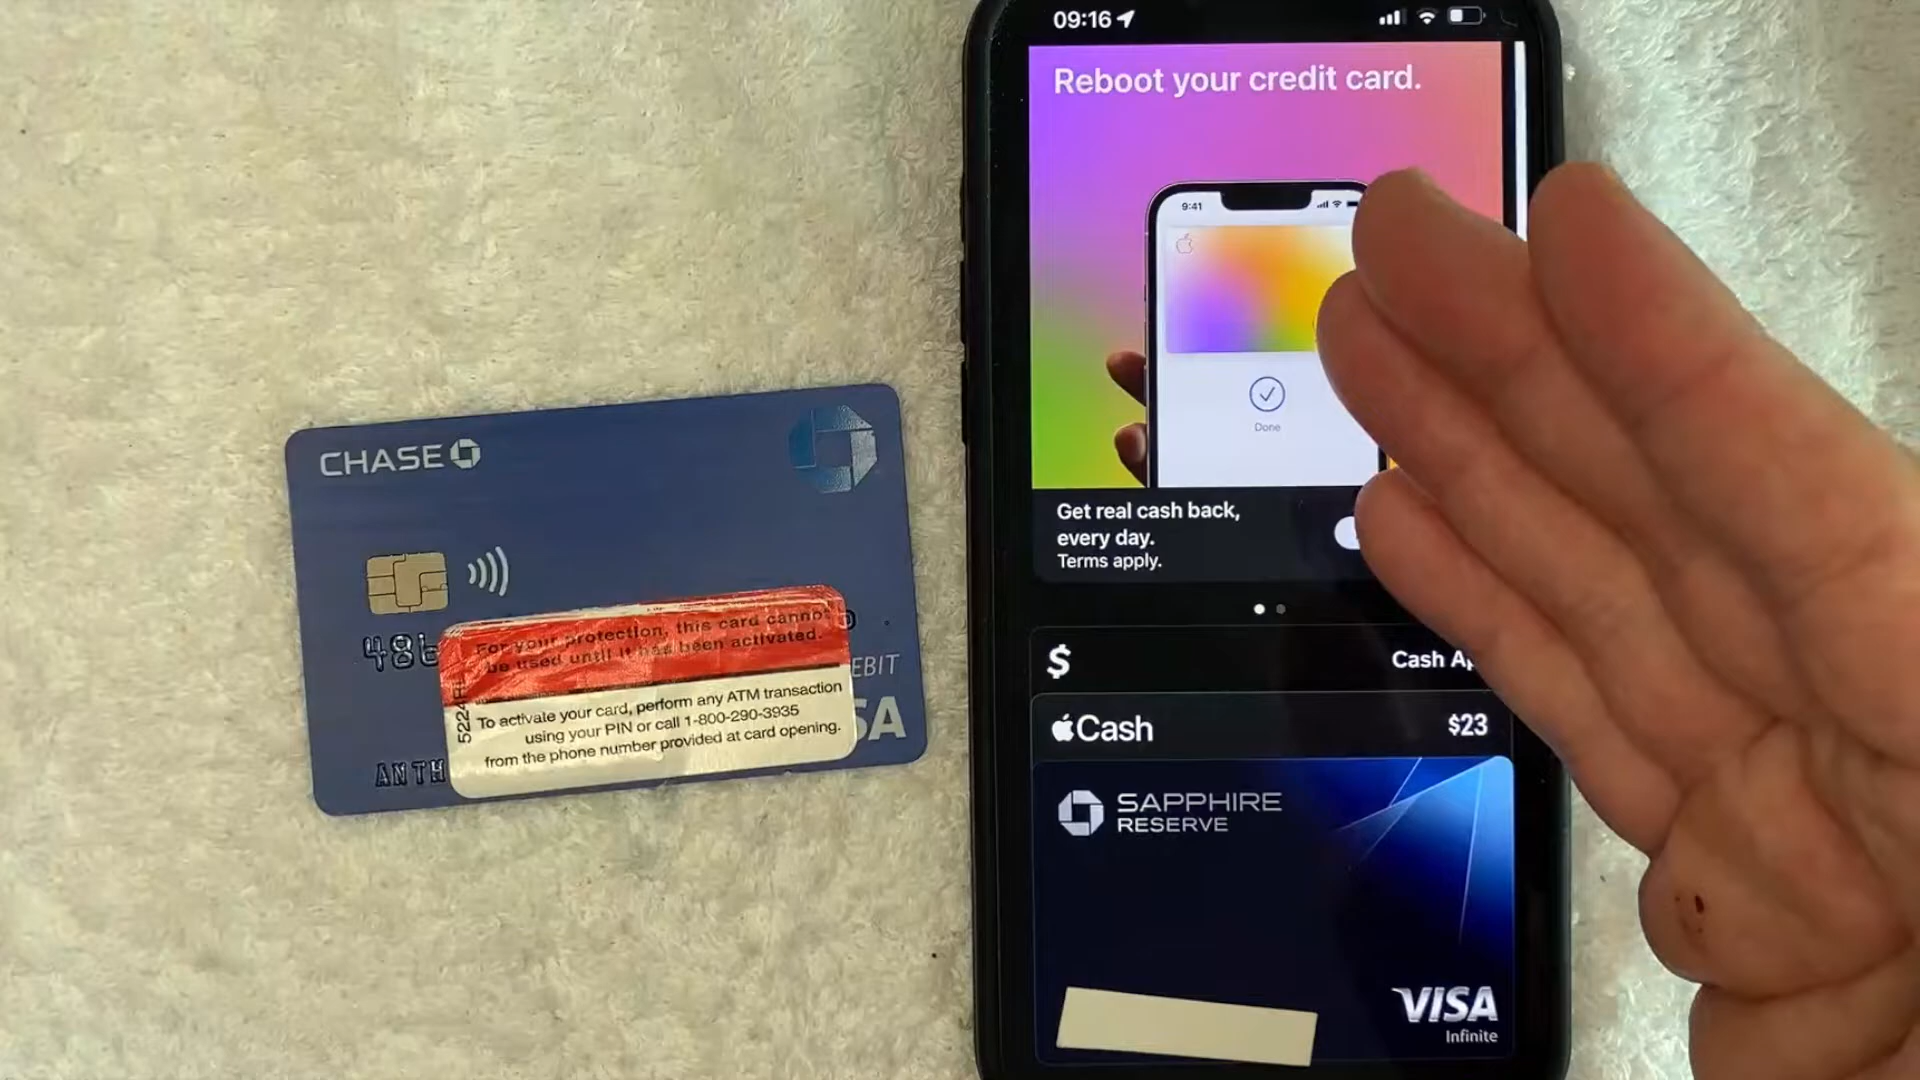 09:16
Reboot your credit card.
9:41
Done
Get real cash back,
every day.
Terms apply.
$ Cash Ap
Cash $23
SAPPHIRE
RESERVE
VISA
Infinite
CHASE
486
For your protection, this card cannot
be used until it has been activated.
EBIT
To activate your card, perform any ATM transaction
using your PIN or call 1-800-290-3935
from the phone number provided at card opening.
SA
ANTH